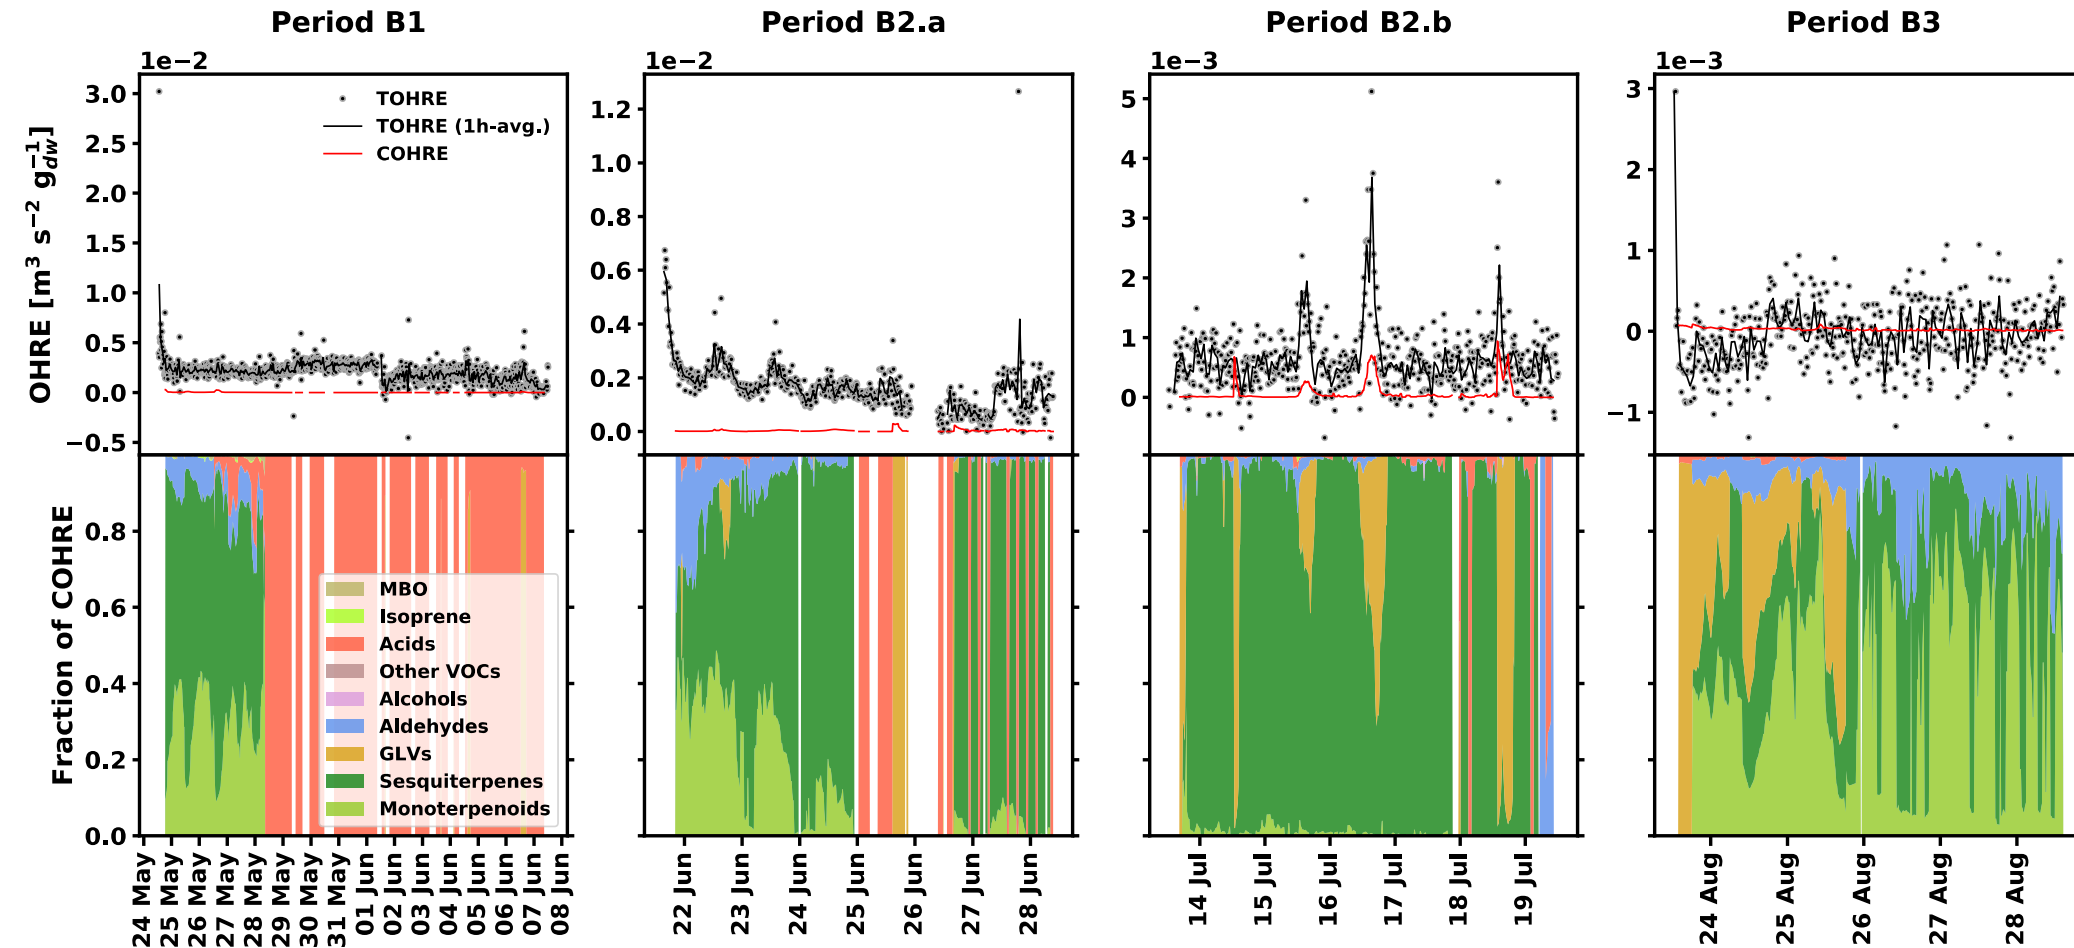 Period B1
Period B2.a
Period B2.b
Period B3
1e−2
1e−2
1e−3
1e−3
OHRE [m³ s⁻² g⁻¹dw]
3.0
2.5
2.0
1.5
1.0
0.5
0.0
−0.5
TOHRE
TOHRE (1h-avg.)
COHRE
1.2
1.0
0.8
0.6
0.4
0.2
0.0
5
4
3
2
1
0
3
2
1
0
−1
Fraction of COHRE
0.8
0.6
0.4
0.2
0.0
MBO
Isoprene
Acids
Other VOCs
Alcohols
Aldehydes
GLVs
Sesquiterpenes
Monoterpenoids
24 May
25 May
26 May
27 May
28 May
29 May
30 May
31 May
01 Jun
02 Jun
03 Jun
04 Jun
05 Jun
06 Jun
07 Jun
08 Jun
22 Jun
23 Jun
24 Jun
25 Jun
26 Jun
27 Jun
28 Jun
14 Jul
15 Jul
16 Jul
17 Jul
18 Jul
19 Jul
24 Aug
25 Aug
26 Aug
27 Aug
28 Aug